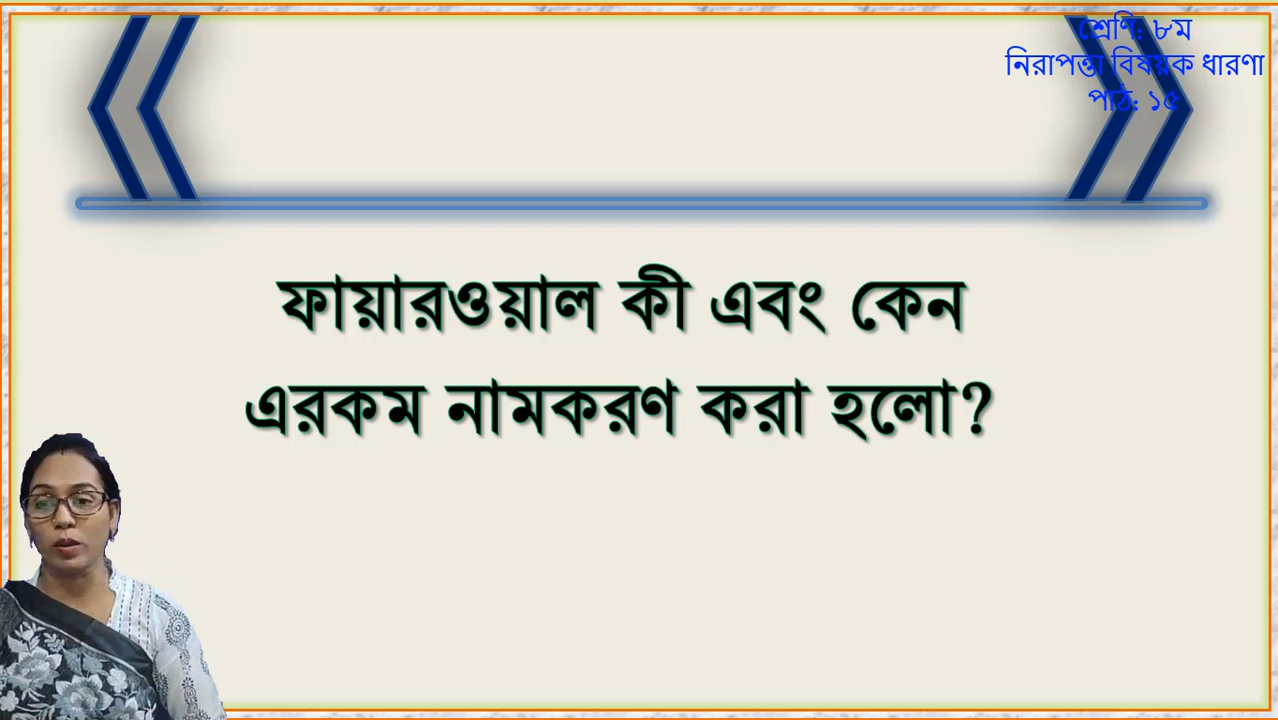 শ্রেণি: ৮ম
নিরাপত্তা বিষয়ক ধারণা
পাঠ: ১৫
ফায়ারওয়াল কী এবং কেন
এরকম নামকরণ করা হলো?